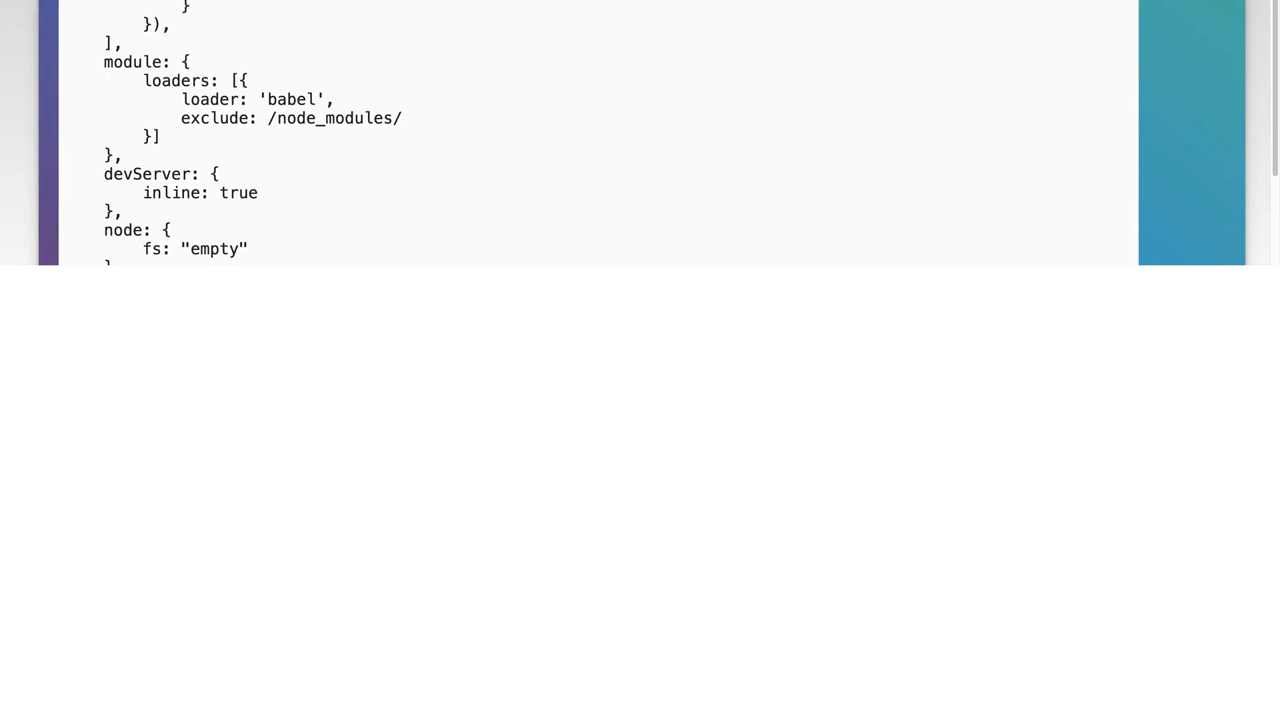 }
}),
],
module: {
loaders: [{
loader: 'babel',
exclude: /node_modules/
}]
},
devServer: {
inline: true
},
node: {
fs: "empty"
}